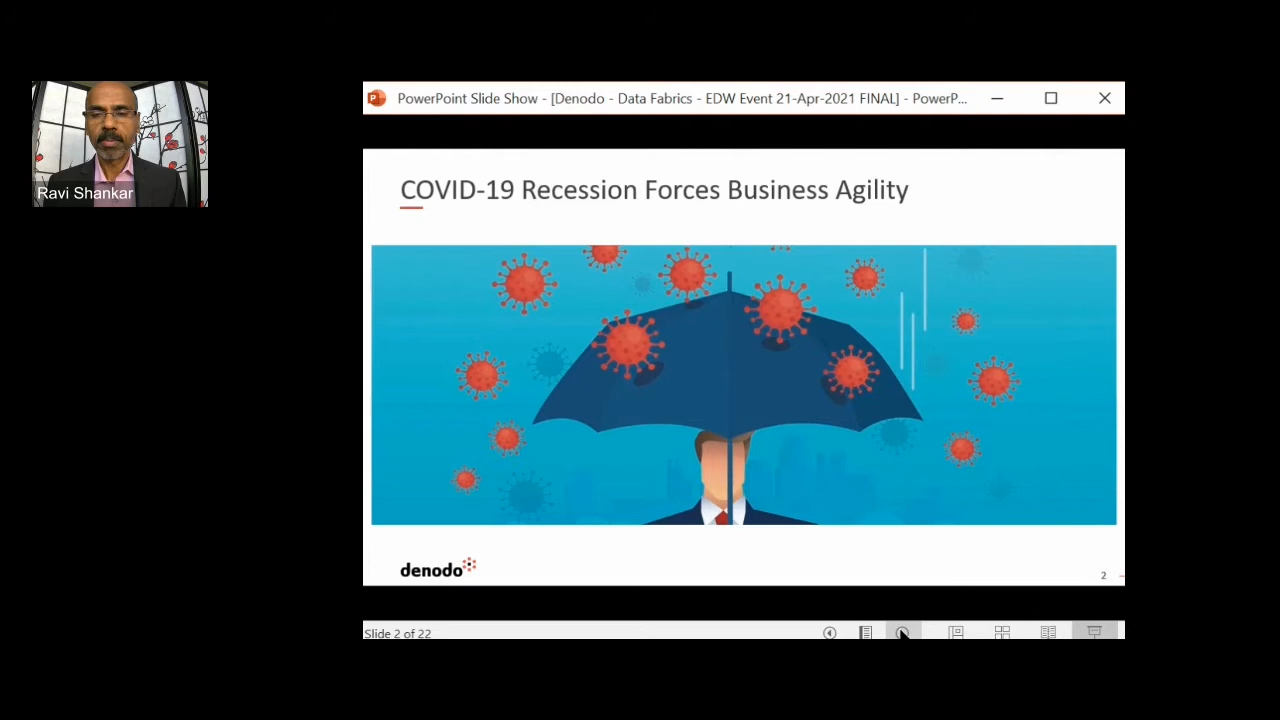 PowerPoint Slide Show - [Denodo - Data Fabrics - EDW Event 21-Apr-2021 FINAL] - PowerP...
Ravi Shankar
COVID-19 Recession Forces Business Agility
denodo
2
Slide 2 of 22